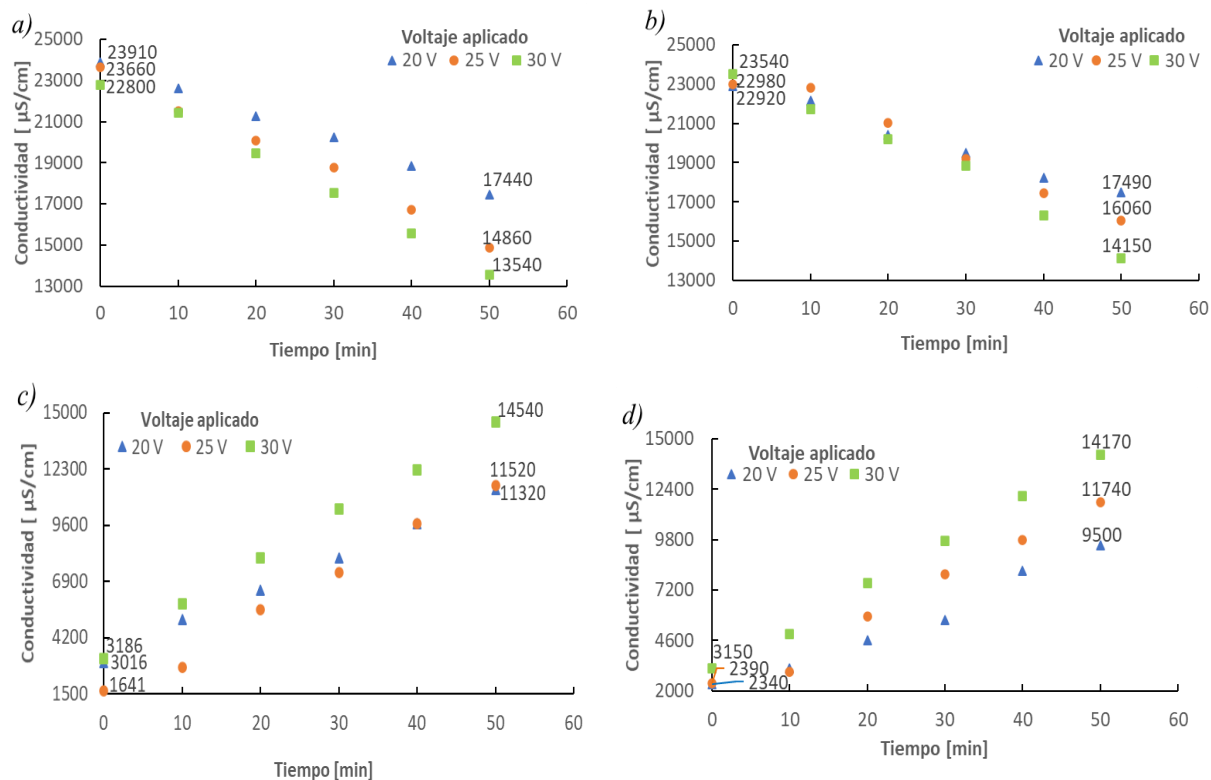 a)
Voltaje aplicado
20 V 25 V 30 V
Conductividad [ µS/cm]
25000
23000
21000
19000
17000
15000
13000
23910
23660
22800
17440
14860
13540
0 10 20 30 40 50 60
Tiempo [min]
b)
Voltaje aplicado
20 V 25 V 30 V
Conductividad [ µS/cm]
25000
23000
21000
19000
17000
15000
13000
23540
22980
22920
17490
16060
14150
0 10 20 30 40 50 60
Tiempo [min]
c)
Voltaje aplicado
20 V 25 V 30 V
Conductividad [ µS/cm]
15000
12300
9600
6900
4200
1500
3186
3016
1641
14540
11520
11320
0 10 20 30 40 50 60
Tiempo [min]
d)
Voltaje aplicado
20 V 25 V 30 V
Conductividad [ µS/cm]
15000
12400
9800
7200
4600
2000
3150
2390
2340
14170
11740
9500
0 10 20 30 40 50 60
Tiempo [min]